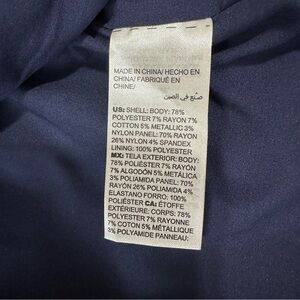 MADE IN CHINA/ HECHO EN
CHINA/ FABRIQUÉ EN
CHINE/
صنع في الصين
US: SHELL: BODY: 78%
POLYESTER 7% RAYON 7%
COTTON 5% METALLIC 3%
NYLON PANEL: 70% RAYON
26% NYLON 4% SPANDEX
LINING: 100% POLYESTER
MX: TELA EXTERIOR: BODY:
78% POLIÉSTER 7% RAYÓN
7% ALGODÓN 5% METÁLICA
3% POLIAMIDA PANEL: 70%
RAYÓN 26% POLIAMIDA 4%
ELASTANO FORRO: 100%
POLIÉSTER CA: ÉTOFFE
EXTÉRIEURE: CORPS: 78%
POLYESTER 7% RAYONNE
7% COTON 5% MÉTALLIQUE
3% POLYAMIDE PANNEAU: